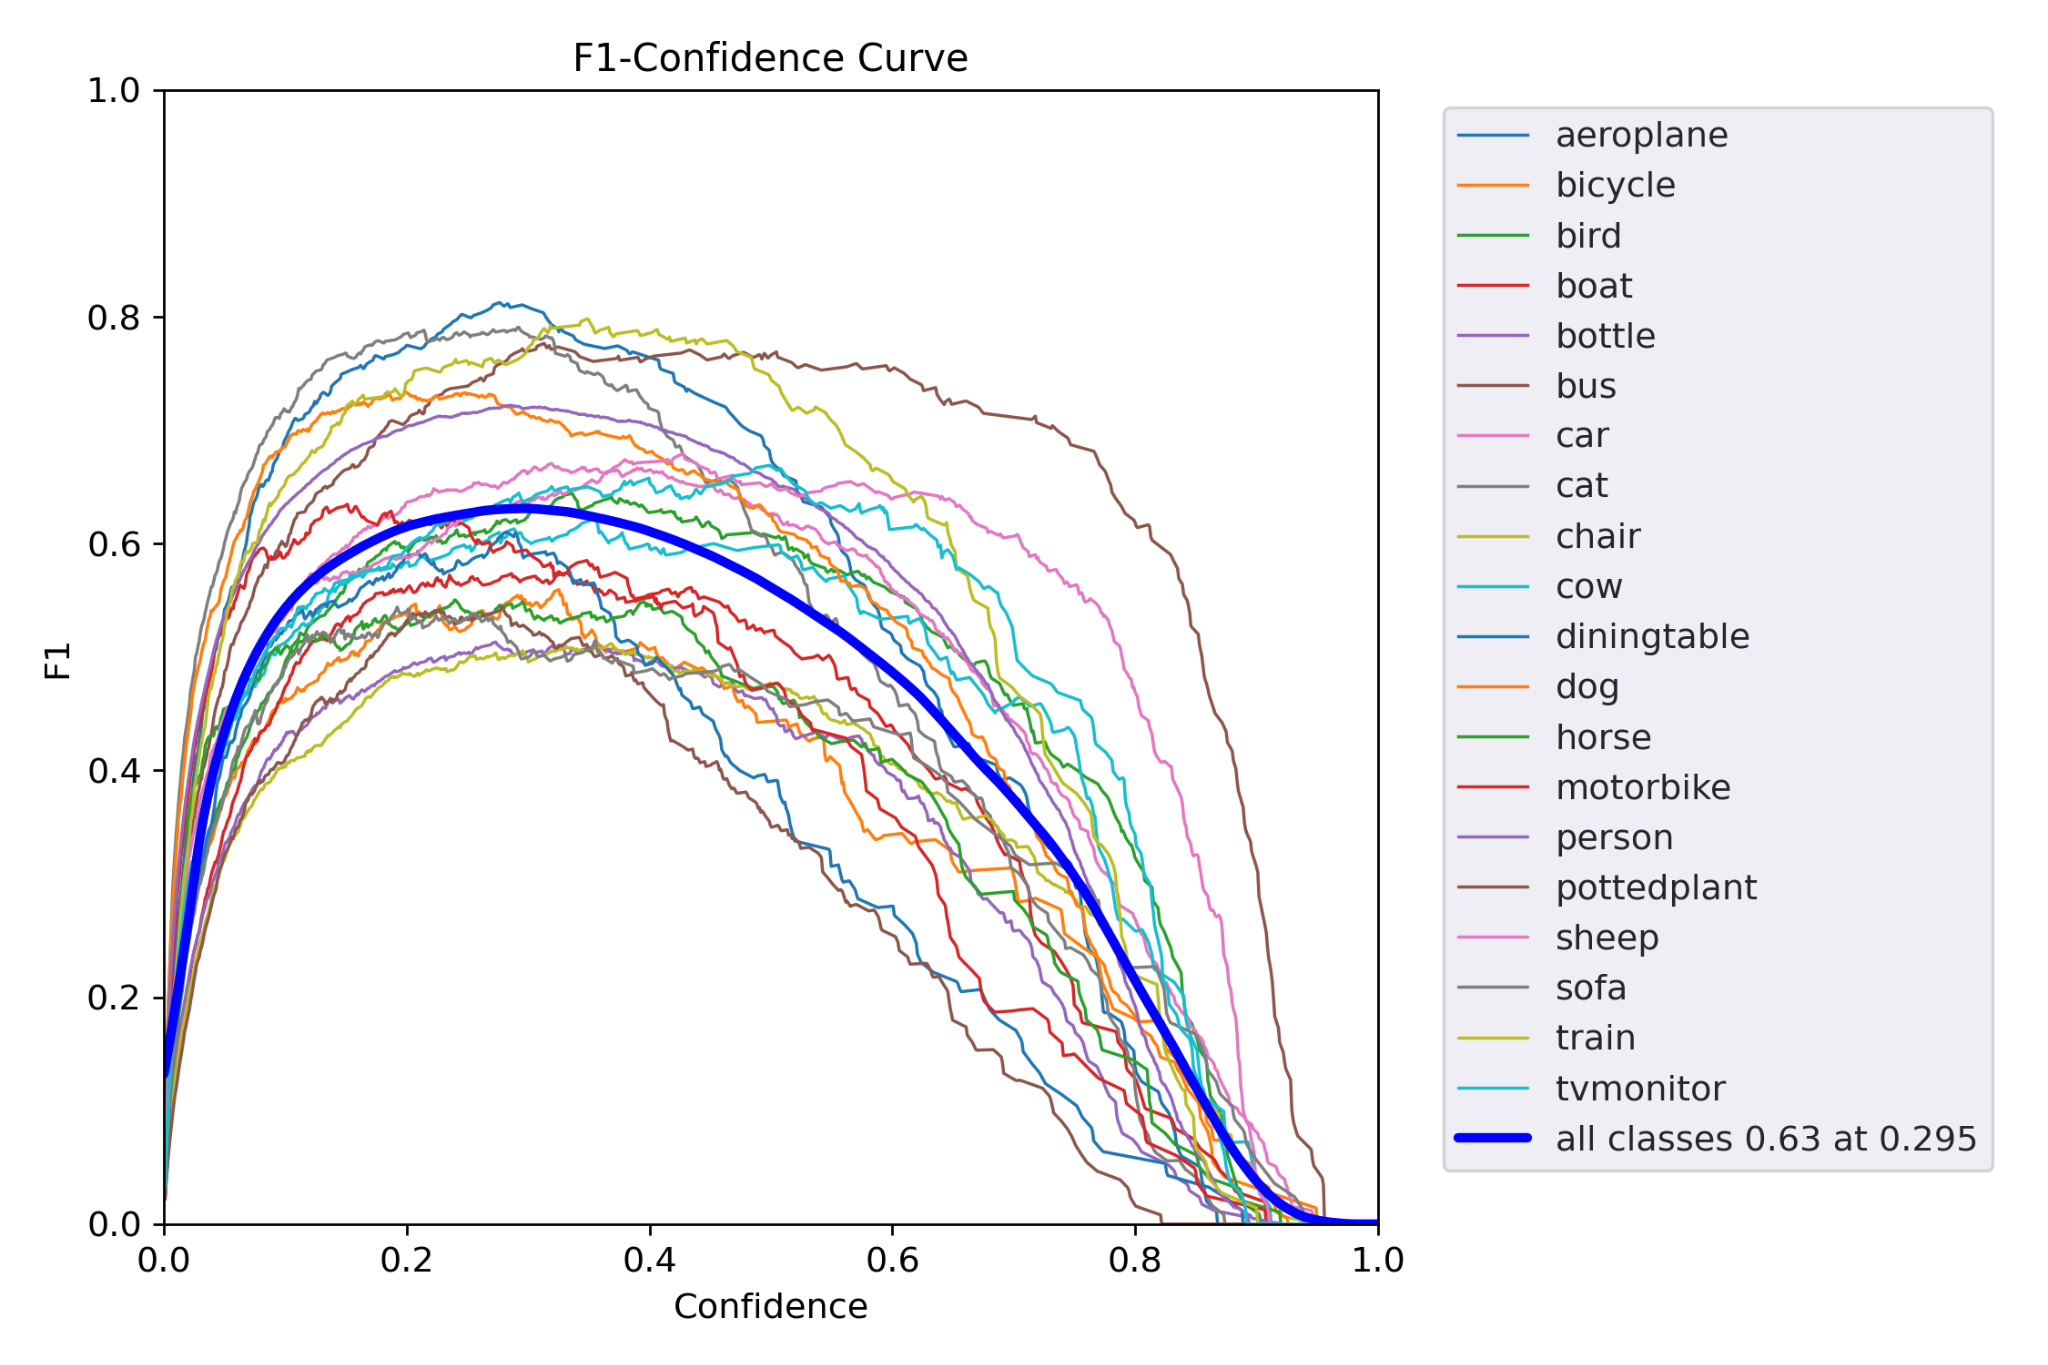 F1-Confidence Curve
1.0
0.8
0.6
0.4
0.2
0.0
F1
0.0 0.2 0.4 0.6 0.8 1.0
Confidence
aeroplane
bicycle
bird
boat
bottle
bus
car
cat
chair
cow
diningtable
dog
horse
motorbike
person
pottedplant
sheep
sofa
train
tvmonitor
all classes 0.63 at 0.295